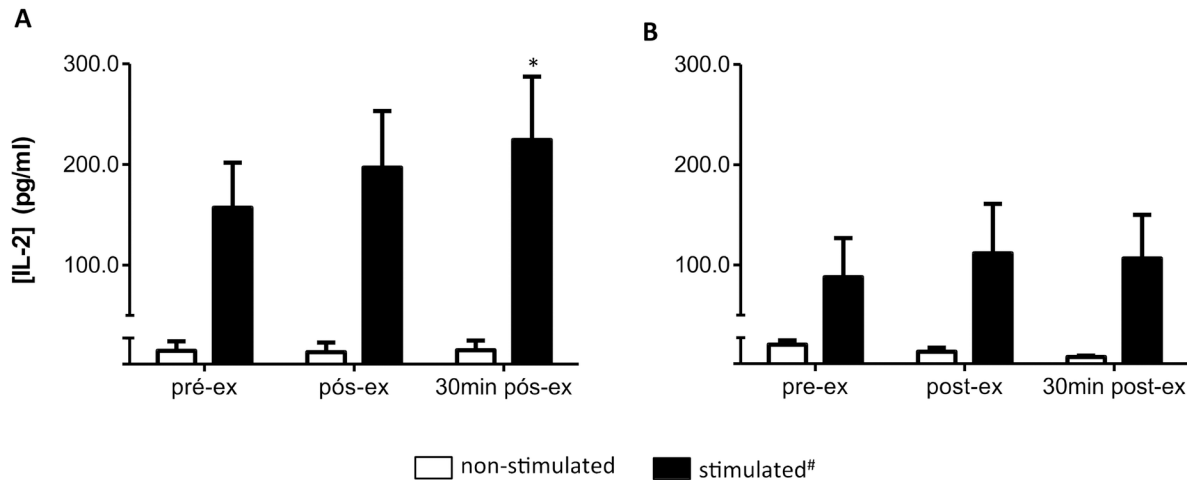 A
300.0
200.0
100.0
[IL-2] (pg/ml)
*
pré-ex pós-ex 30min pós-ex
B
300.0
200.0
100.0
pre-ex post-ex 30min post-ex
non-stimulated stimulated#